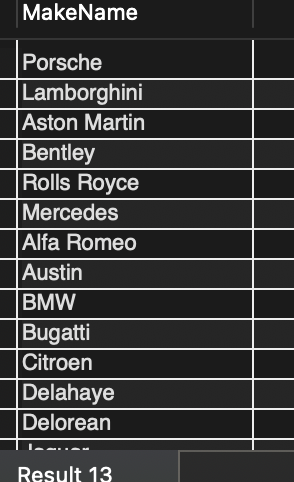 MakeName
Porsche
Lamborghini
Aston Martin
Bentley
Rolls Royce
Mercedes
Alfa Romeo
Austin
BMW
Bugatti
Citroen
Delahaye
Delorean
Jaguar
Result 13